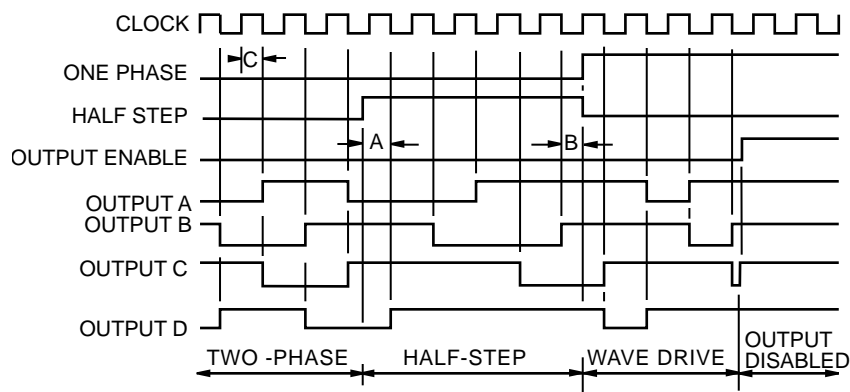 CLOCK
C
ONE PHASE
HALF STEP
A
B
OUTPUT ENABLE
OUTPUT A
OUTPUT B
OUTPUT C
OUTPUT D
TWO -PHASE
HALF-STEP
WAVE DRIVE
OUTPUT
DISABLED